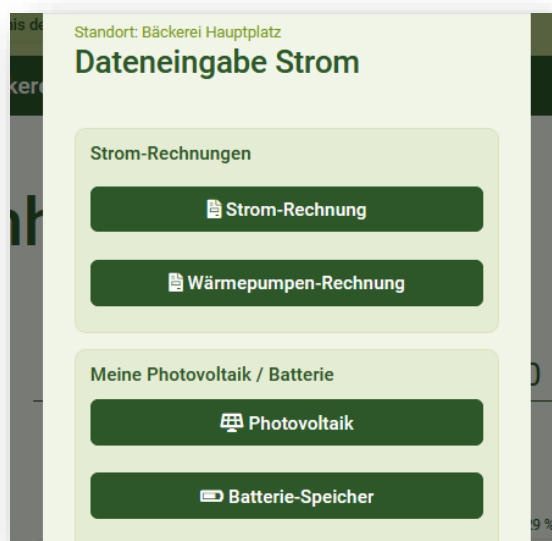 Standort: Bäckerei Hauptplatz
Dateneingabe Strom
Strom-Rechnungen
Strom-Rechnung
Wärmepumpen-Rechnung
Meine Photovoltaik / Batterie
Photovoltaik
Batterie-Speicher